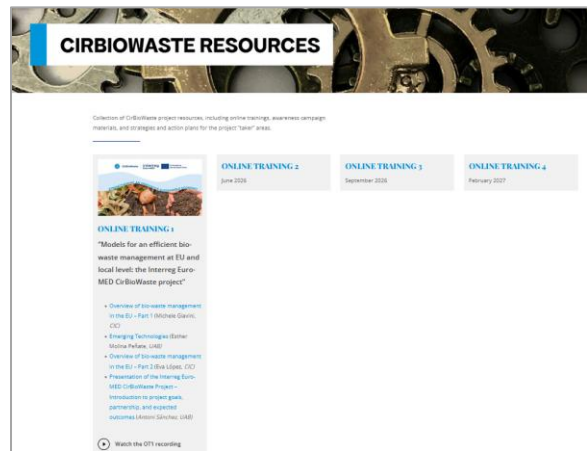 CIRBIOWASTE RESOURCES
Collection of CirBioWaste project resources, including online trainings, awareness campaign
materials, and strategies and action plans for the project "taker" areas.
ONLINE TRAINING 1
"Models for an efficient bio-
waste management at EU and
local level: the Interreg Euro-
MED CirBioWaste project"
Overview of bio-waste management
in the EU – Part 1 (Michele Giavini,
CIC)
Emerging Technologies (Esther
Molina Peñate, UAB)
Overview of bio-waste management
in the EU – Part 2 (Eva López, CIC)
Presentation of the Interreg Euro-
MED CirBioWaste Project –
Introduction to project goals,
partnership, and expected
outcomes (Antoni Sánchez, UAB)
Watch the OT1 recording
ONLINE TRAINING 2
June 2026
ONLINE TRAINING 3
September 2026
ONLINE TRAINING 4
February 2027